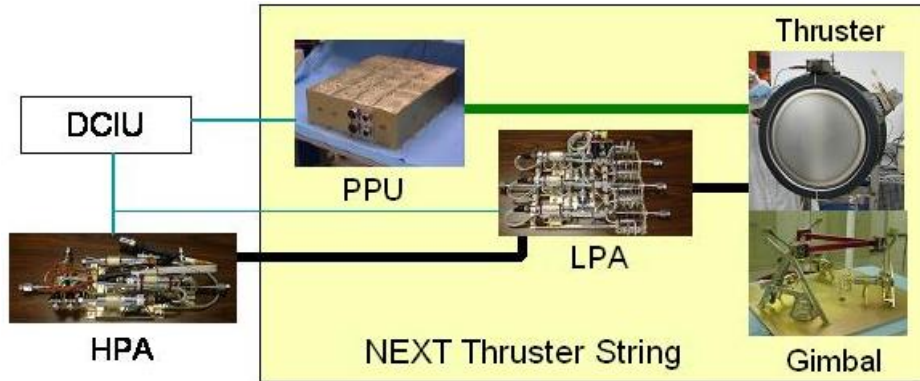 Thruster
DCIU
PPU
LPA
HPA
NEXT Thruster String
Gimbal